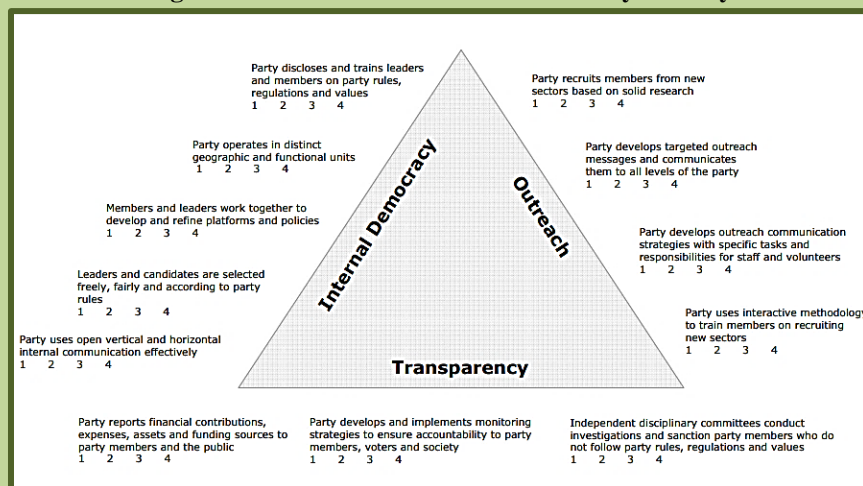 Party discloses and trains leaders
and members on party rules,
regulations and values
1 2 3 4
Party operates in distinct
geographic and functional units
1 2 3 4
Members and leaders work together to
develop and refine platforms and policies
1 2 3 4
Leaders and candidates are selected
freely, fairly and according to party
rules
1 2 3 4
Party uses open vertical and horizontal
internal communication effectively
1 2 3 4
Internal Democracy
Party recruits members from new
sectors based on solid research
1 2 3 4
Party develops targeted outreach
messages and communicates
them to all levels of the party
1 2 3 4
Party develops outreach communication
strategies with specific tasks and
responsibilities for staff and volunteers
1 2 3 4
Party uses interactive methodology
to train members on recruiting
new sectors
1 2 3 4
Outreach
Transparency
Party reports financial contributions,
expenses, assets and funding sources to
party members and the public
1 2 3 4
Party develops and implements monitoring
strategies to ensure accountability to party
members, voters and society
1 2 3 4
Independent disciplinary committees conduct
investigations and sanction party members who do
not follow party rules, regulations and values
1 2 3 4